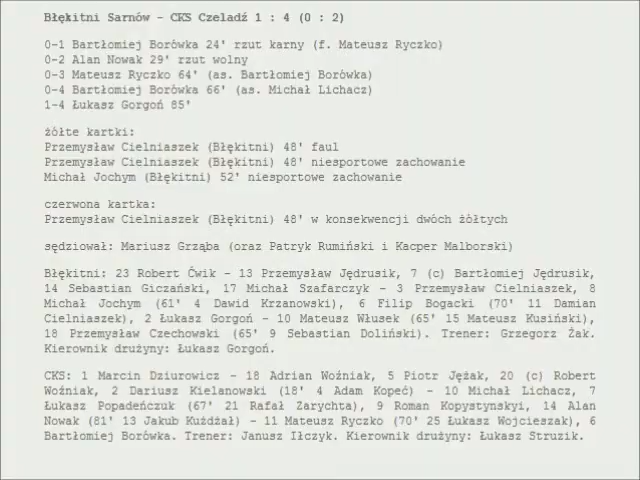 Błękitni Sarnów - CKS Czeladź 1 : 4 (0 : 2)
0-1 Bartłomiej Borówka 24' rzut karny (f. Mateusz Ryczko)
0-2 Alan Nowak 29' rzut wolny
0-3 Mateusz Ryczko 64' (as. Bartłomiej Borówka)
0-4 Bartłomiej Borówka 66' (as. Michał Lichacz)
1-4 Łukasz Gorgoń 85'
żółte kartki:
Przemysław Cielniaszek (Błękitni) 48' faul
Przemysław Cielniaszek (Błękitni) 48' niesportowe zachowanie
Michał Jochym (Błękitni) 52' niesportowe zachowanie
czerwona kartka:
Przemysław Cielniaszek (Błękitni) 48' w konsekwencji dwóch żółtych
sędziował: Mariusz Grząba (oraz Patryk Rumiński i Kacper Malborski)
Błękitni: 23 Robert Ćwik - 13 Przemysław Jędrusik, 7 (c) Bartłomiej Jędrusik,
14 Sebastian Giczański, 17 Michał Szafarczyk - 3 Przemysław Cielniaszek, 8
Michał Jochym (61' 4 Dawid Krzanowski), 6 Filip Bogacki (70' 11 Damian
Cielniaszek), 2 Łukasz Gorgoń - 10 Mateusz Włusek (65' 15 Mateusz Kusiński),
18 Przemysław Czechowski (65' 9 Sebastian Doliński). Trener: Grzegorz Żak.
Kierownik drużyny: Łukasz Gorgoń.
CKS: 1 Marcin Dziurowicz - 18 Adrian Woźniak, 5 Piotr Jężak, 20 (c) Robert
Woźniak, 2 Dariusz Kielanowski (18' 4 Adam Kopeć) - 10 Michał Lichacz, 7
Łukasz Popadeńczuk (67' 21 Rafał Zarychta), 9 Roman Kopystynskyi, 14 Alan
Nowak (81' 13 Jakub Kuźdżał) - 11 Mateusz Ryczko (70' 25 Łukasz Wojcieszak), 6
Bartłomiej Borówka. Trener: Janusz Iłczyk. Kierownik drużyny: Łukasz Struzik.